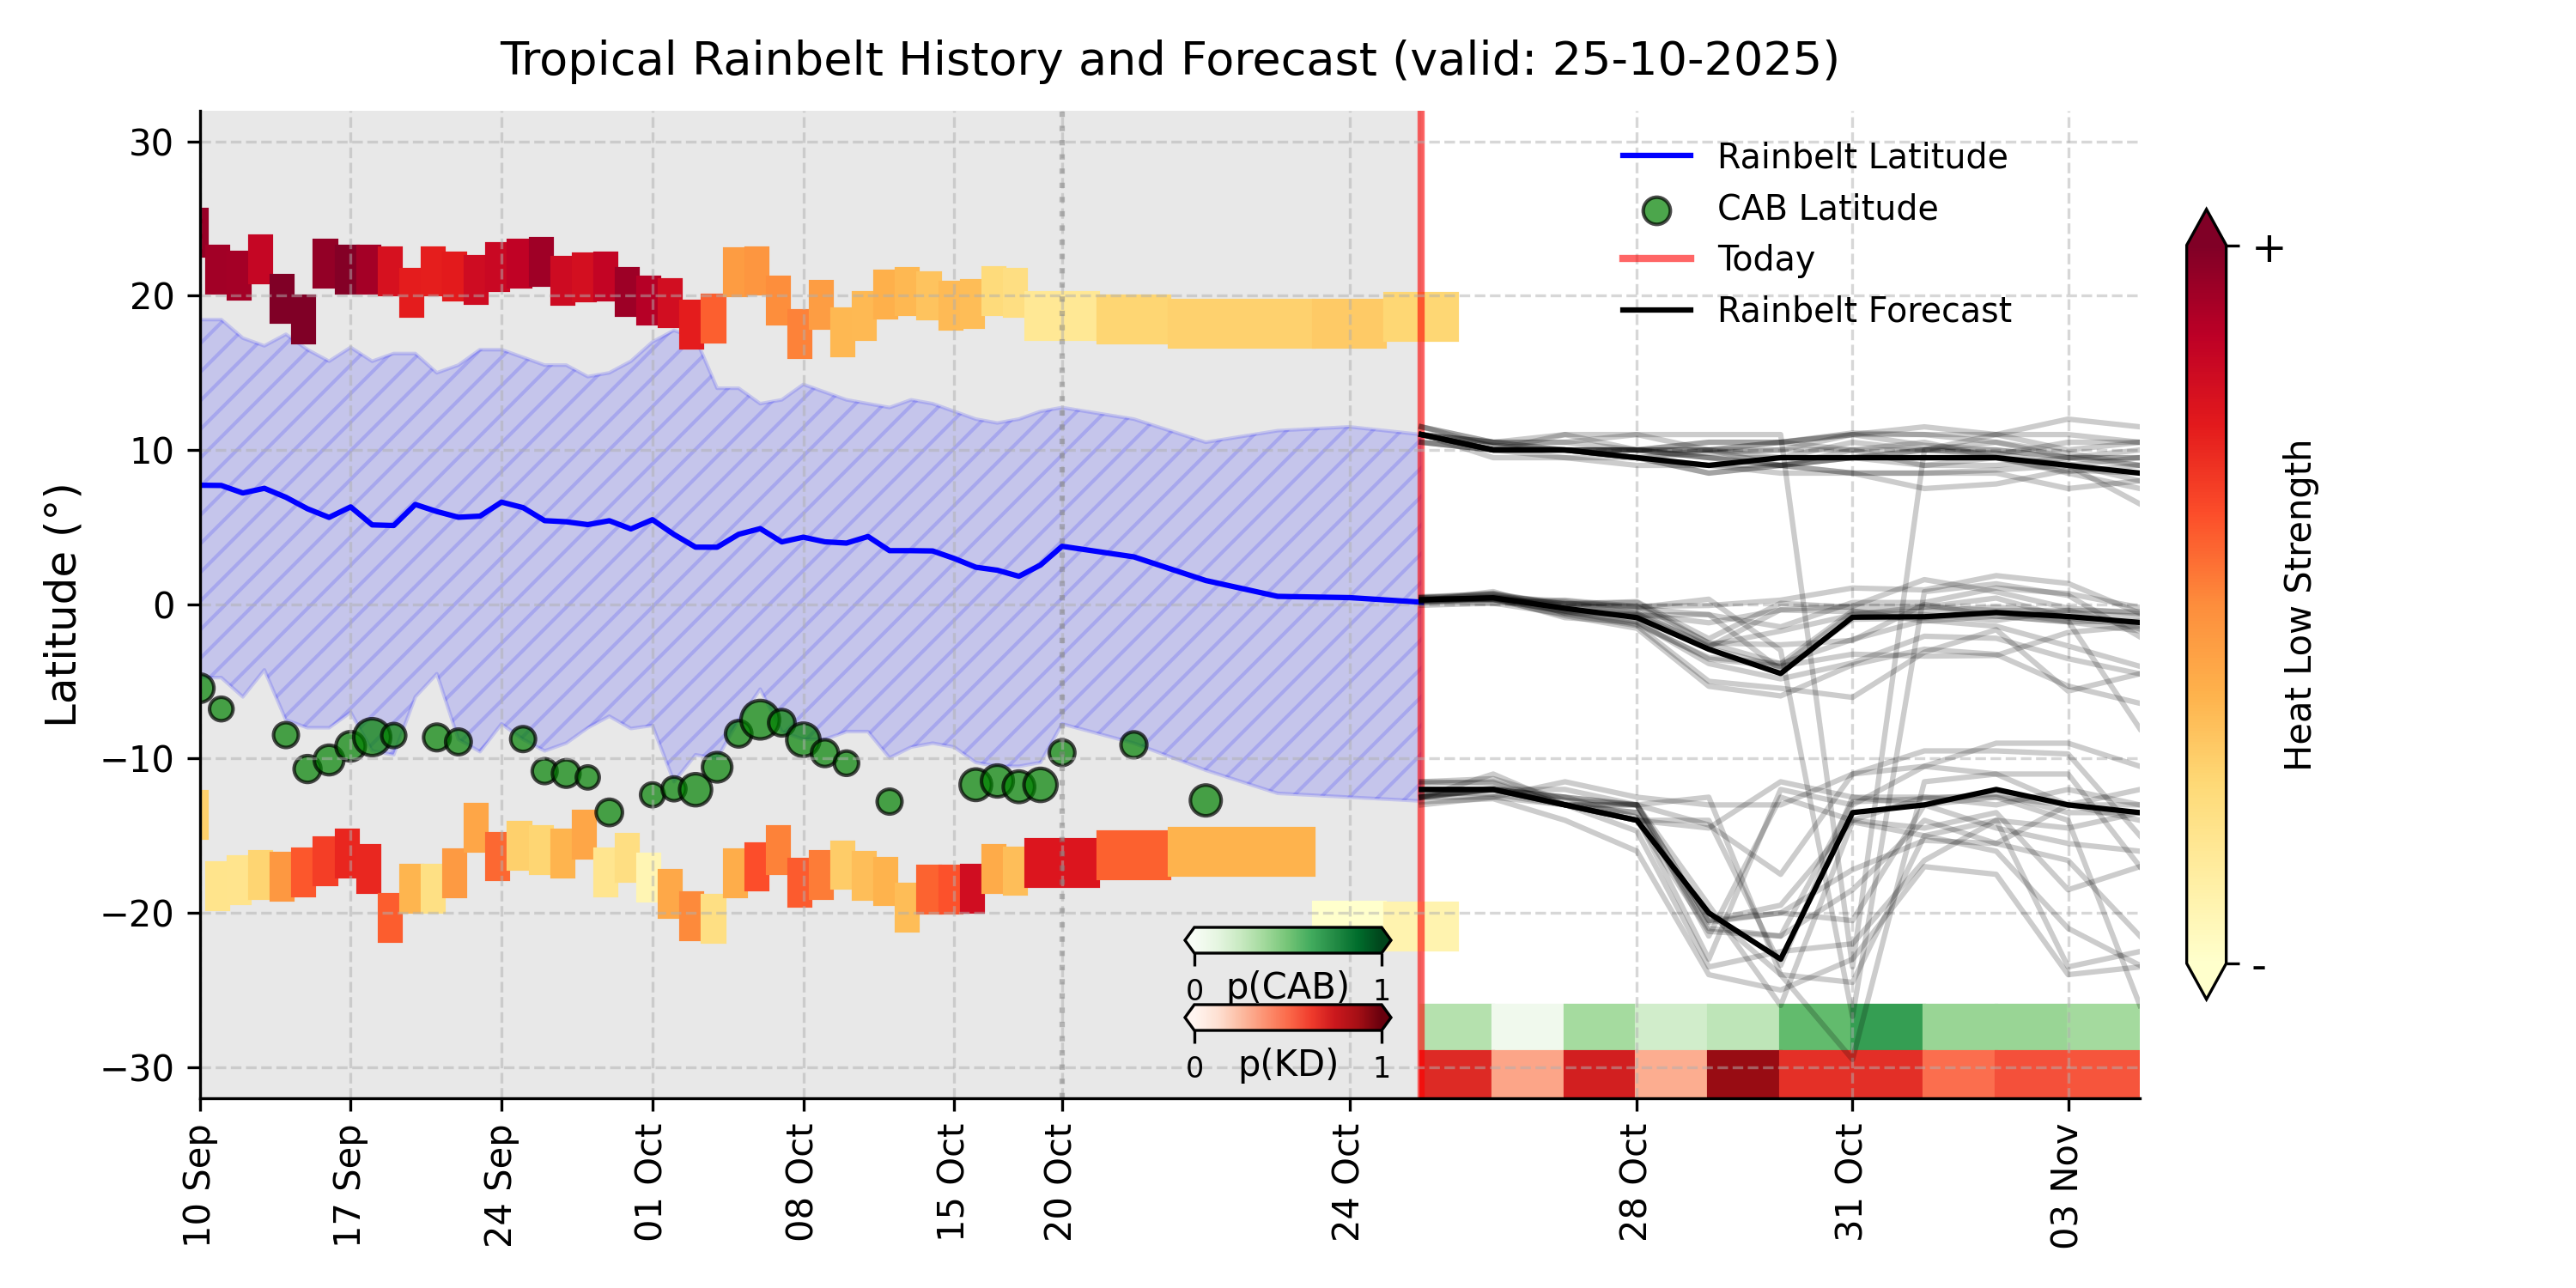 Tropical Rainbelt History and Forecast (valid: 25-10-2025)
Latitude (°)
30
20
10
0
−10
−20
−30
Rainbelt Latitude
CAB Latitude
Today
Rainbelt Forecast
0 p(CAB) 1
0 p(KD) 1
10 Sep
17 Sep
24 Sep
01 Oct
08 Oct
15 Oct
20 Oct
24 Oct
28 Oct
31 Oct
03 Nov
+
-
Heat Low Strength